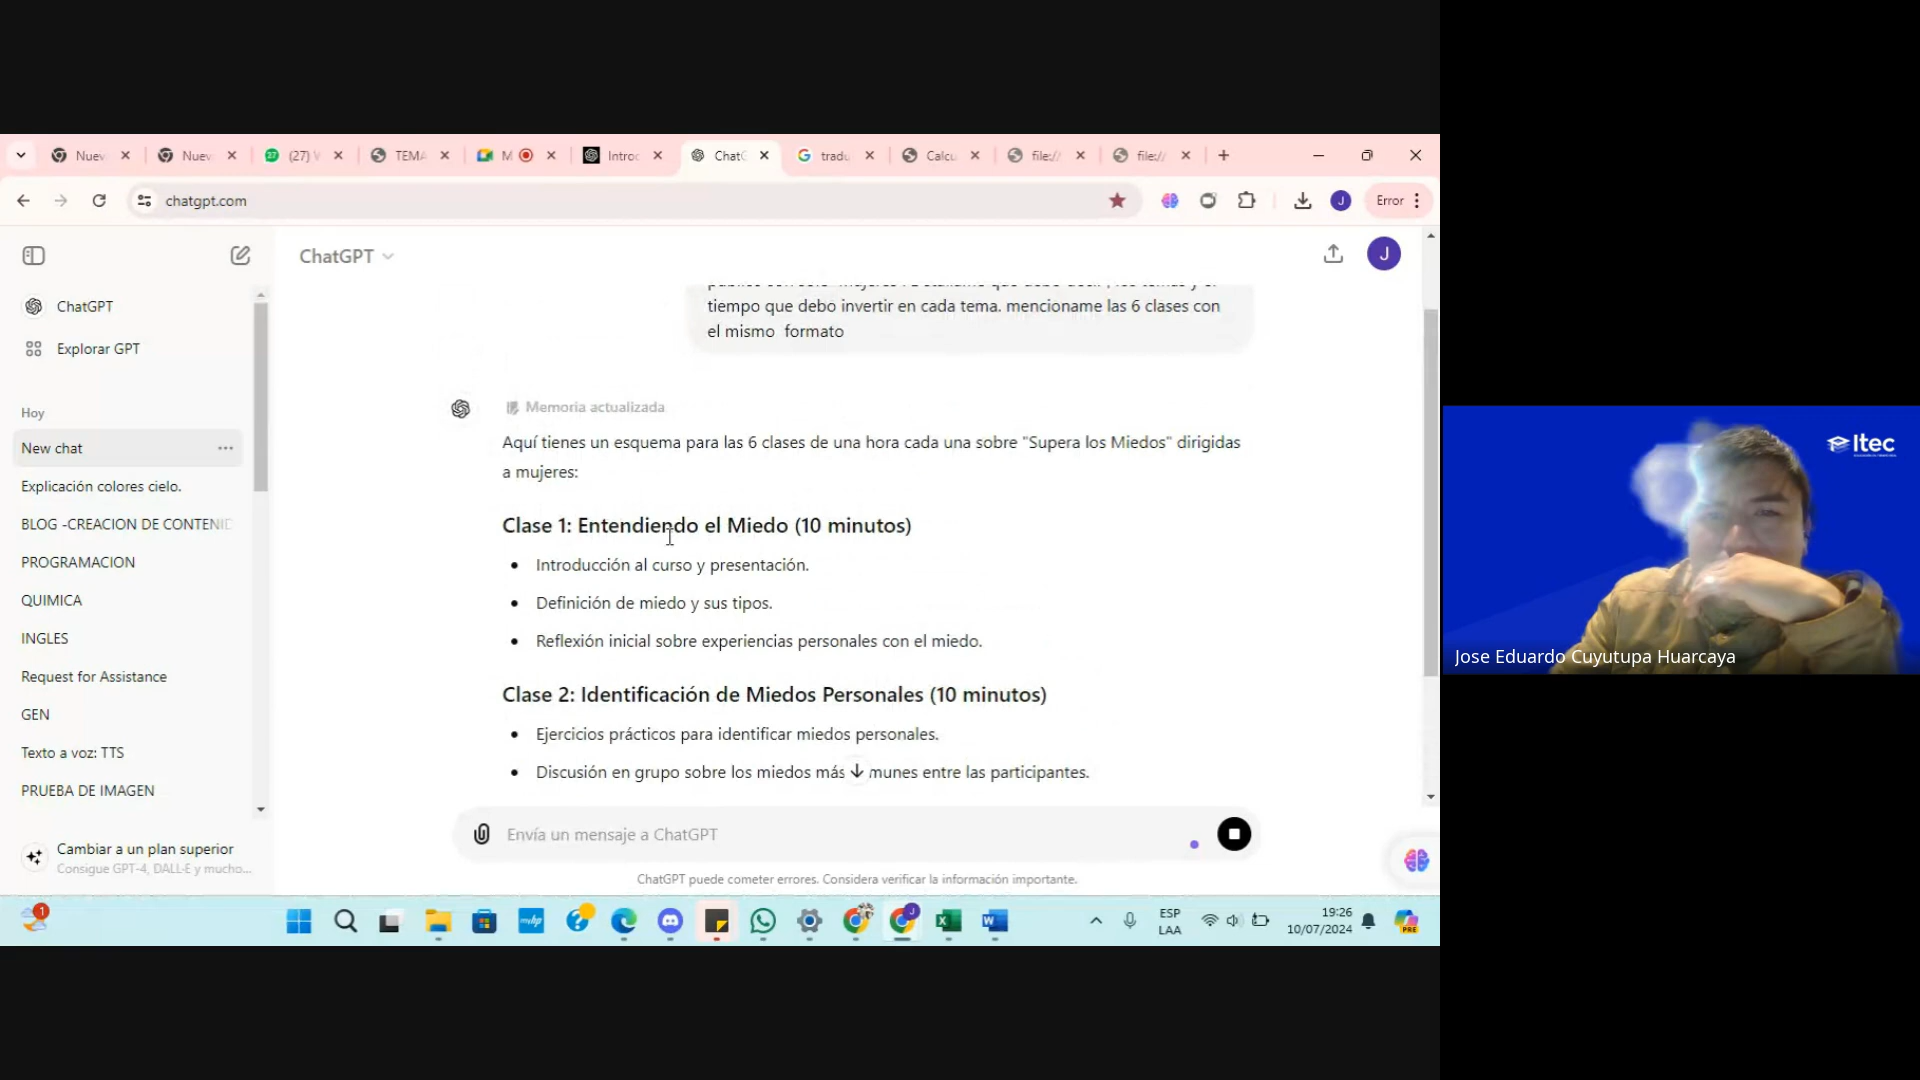 Nuev
Nuev
27
(27)
TEMA
M
Introc
ChatG
tradu
Calcu
file://
file://
chatgpt.com
J
Error
ChatGPT
J
ChatGPT
Explorar GPT
Hoy
New chat
Explicación colores cielo.
BLOG -CREACION DE CONTENID
PROGRAMACION
QUIMICA
INGLES
Request for Assistance
GEN
Texto a voz: TTS
PRUEBA DE IMAGEN
Cambiar a un plan superior
Consigue GPT-4, DALL·E y mucho...
tiempo que debo invertir en cada tema. mencioname las 6 clases con
el mismo formato
Memoria actualizada
Aquí tienes un esquema para las 6 clases de una hora cada una sobre "Supera los Miedos" dirigidas
a mujeres:
Clase 1: Entendiendo el Miedo (10 minutos)
Introducción al curso y presentación.
Definición de miedo y sus tipos.
Reflexión inicial sobre experiencias personales con el miedo.
Clase 2: Identificación de Miedos Personales (10 minutos)
Ejercicios prácticos para identificar miedos personales.
Discusión en grupo sobre los miedos más munes entre las participantes.
Envía un mensaje a ChatGPT
ChatGPT puede cometer errores. Considera verificar la información importante.
1
myhp
J
ESP
LAA
19:26
10/07/2024
PRE
Itec
Jose Eduardo Cuyutupa Huarcaya